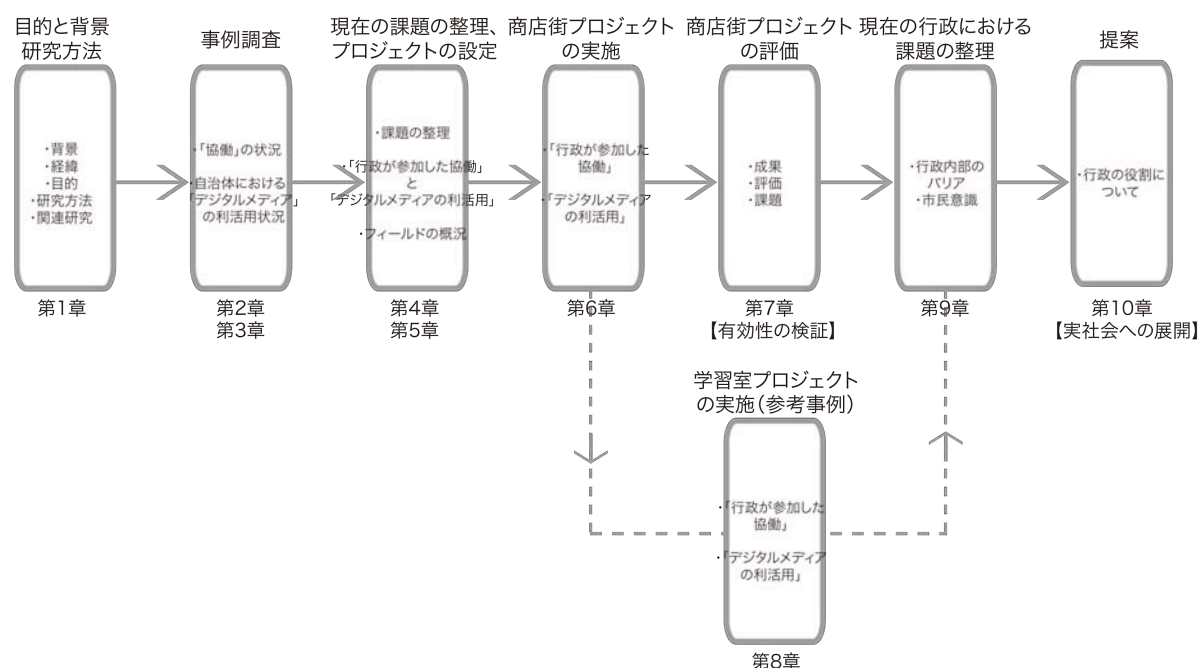 目的と背景
研究方法
・背景
・経緯
・目的
・研究方法
・関連研究
第1章
事例調査
・「協働」の状況
・自治体における
「デジタルメディア」
の利活用状況
第2章
第3章
現在の課題の整理、
プロジェクトの設定
・課題の整理
・「行政が参加した協働」
と
「デジタルメディアの利活用」
・フィールドの概況
第4章
第5章
商店街プロジェクト
の実施
・「行政が参加した
協働」
・「デジタルメディア
の利活用」
第6章
商店街プロジェクト
の評価
・成果
・評価
・課題
第7章
【有効性の検証】
現在の行政における
課題の整理
・行政内部の
バリア
・市民意識
第9章
提案
・行政の役割に
ついて
第10章
【実社会への展開】
学習室プロジェクト
の実施(参考事例)
・「行政が参加した
協働」
・「デジタルメディア
の利活用」
第8章